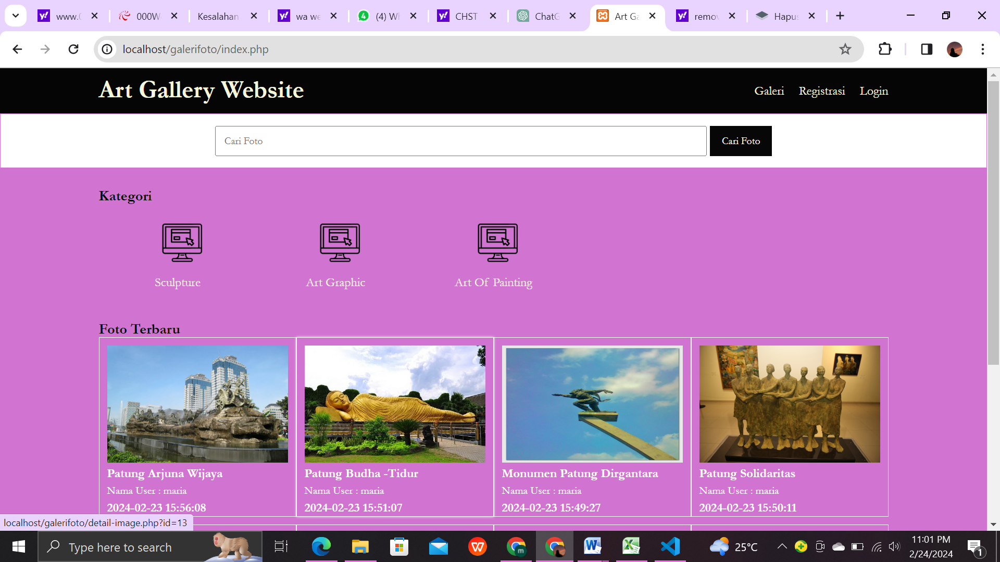 www.0
000W
Kesalahan
wa we
(4) Wh
CHST
ChatG
Art Ga
remov
Hapus
localhost/galerifoto/index.php
Art Gallery Website
Galeri Registrasi Login
Cari Foto Cari Foto
Kategori
Sculpture Art Graphic Art Of Painting
Foto Terbaru
Patung Arjuna Wijaya
Nama User : maria
2024-02-23 15:56:08
Patung Budha -Tidur
Nama User : maria
2024-02-23 15:51:07
Monumen Patung Dirgantara
Nama User : maria
2024-02-23 15:49:27
Patung Solidaritas
Nama User : maria
2024-02-23 15:50:11
localhost/galerifoto/detail-image.php?id=13
Type here to search
25°C
11:01 PM
2/24/2024
1